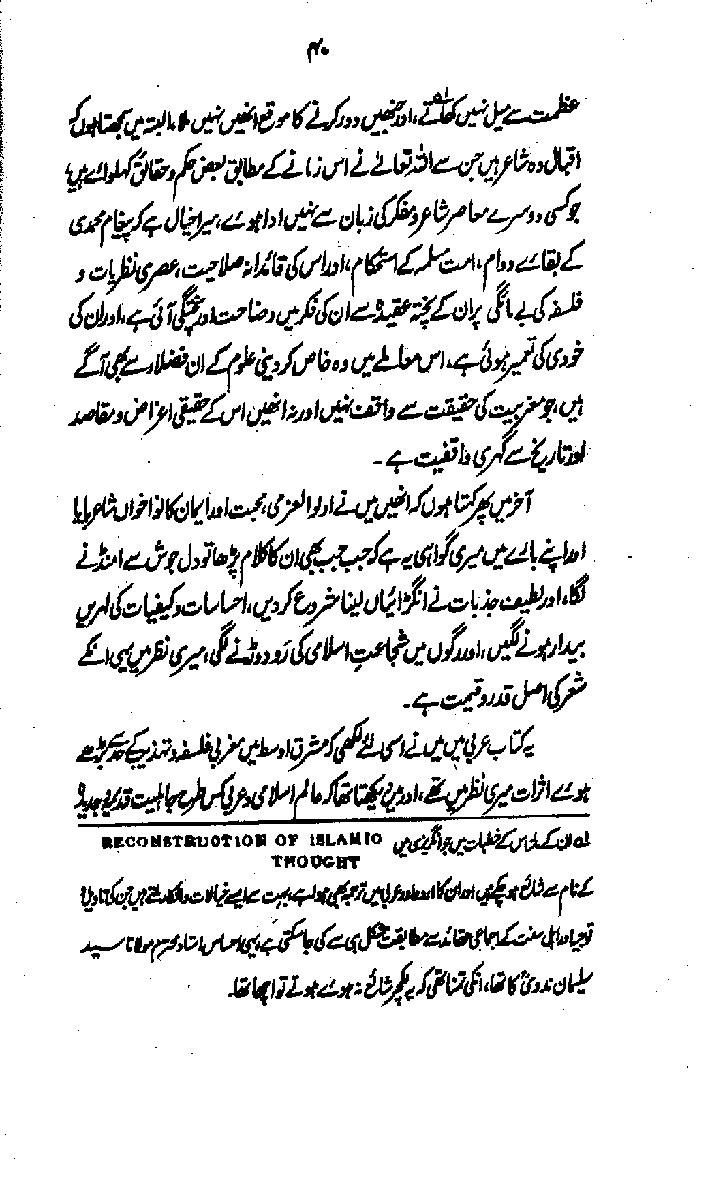 ۴۰
عظمت سے میل نہیں کھاتے، اور جنہیں دور کرنے کا موقع انھیں نہیں ملا، البتہ میں سمجھتا ہوں کہ
اقبال وہ شاعر ہیں جن سے اللہ تعالےٰ نے اس زمانے کے مطابق بعض حکم و حقائق کہلوائے ہیں
جو کسی دوسرے معاصر شاعر و مفکر کی زبان سے نہیں ادا ہوئے، میرا خیال ہے کہ پیغام محمدی
کے بقائے دوام، امت مسلمہ کے استحکام، اور اس کی قائدانہ صلاحیت، عصری نظریات و
فلسفہ کی بے مائگی پر ان کے پختہ عقیدہ سے ان کی فکر میں وضاحت اور پختگی آئی ہے، اور ان کی
خودی کی تعمیر ہوئی ہے، اس معاملے میں وہ خاص کر دینی علوم کے ان فضلاء سے بھی آگے
ہیں، جو مغربیت کی حقیقت سے واقف نہیں اور نہ انھیں اس کے حقیقی اغراض و مقاصد
اور تاریخ سے گہری واقفیت ہے۔
آخر میں پھر کہتا ہوں کہ انھیں میں نے اولو العزمی، محبت اور ایمان کا نوا خواں شاعر پایا
اور اپنے بارے میں میری گواہی یہ ہے کہ جب جب بھی ان کا کلام پڑھا تو دل جوش سے امنڈنے
لگا، اور لطیف جذبات نے انگڑائیاں لینا شروع کر دیں، احساسات و کیفیات کی لہریں
بیدار ہونے لگیں، اور رگوں میں شجاعتِ اسلامی کی رَو دوڑنے لگی، میری نظر میں یہی انکے
شعر کی اصل قدر و قیمت ہے۔
یہ کتاب عربی میں میں نے اسی لئے لکھی کہ مشرق اوسط میں مغربی فلسفہ و تہذیب کے بڑھتے
ہوئے اثرات میری نظر میں تھے، اور میں دیکھتا تھا کہ عالم اسلامی و عربی کس طرح جاہلیت قدیمہ و جدیدہ
لہ ان کے مدراس کے خطبات میں جو انگریزی میں RECONSTRUCTION OF ISLAMIC
THOUGHT
کے نام سے شائع ہو چکے ہیں اور ان کا اردو اور عربی میں ترجمہ بھی ہوا ہے، بہت سے ایسے خیالات و افکار ملتے ہیں جن کی تاویل
توجیہ اور اہل سنت کے اجماعی عقائد سے مطابقت مشکل ہی سے کی جا سکتی ہے، یہی احساس استاد محترم مولانا سید
سلیمان ندویؒ کا تھا، انکی تمنا تھی کہ یہ لکچر شائع نہ ہوئے ہوتے تو اچھا تھا۔